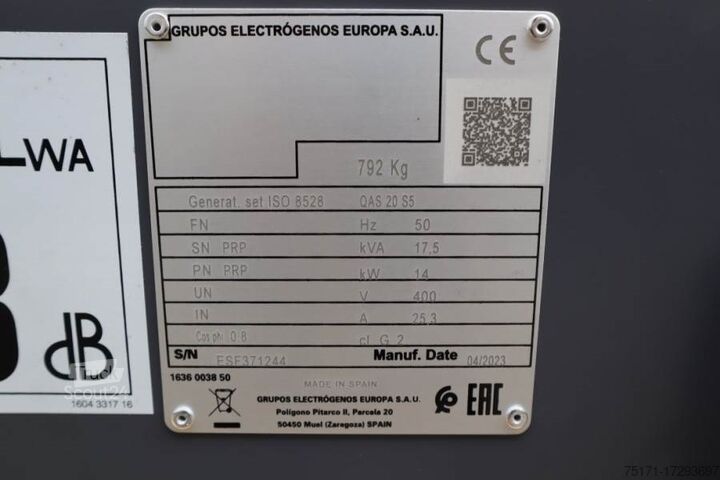 GRUPOS ELECTRÓGENOS EUROPA S.A.U.
CE
LWA
792 Kg
Generat. set ISO 8528 QAS 20 S5
FN Hz 50
SN PRP kVA 17,5
PN PRP kW 14
UN V 400
IN A 25,3
Cos phi 0,8 cl. G 2
S/N ESF371244 Manuf. Date 04/2023
1636 0038 50
MADE IN SPAIN
GRUPOS ELECTRÓGENOS EUROPA S.A.U.
Polígono Pitarco II, Parcela 20
50450 Muel (Zaragoza) SPAIN
EAC
dB
Truck
Scout24
1604 3317 16
75171-17293697